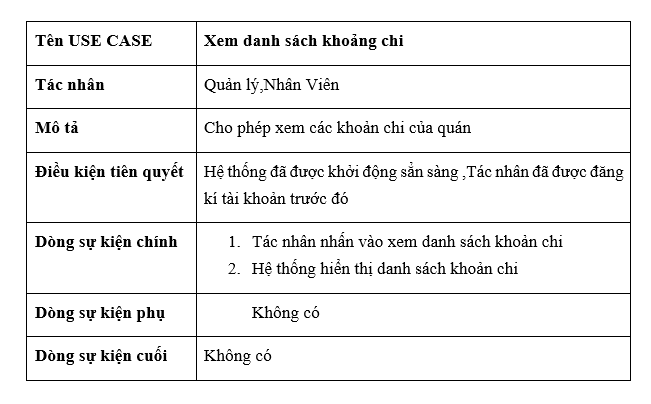 Tên USE CASE Xem danh sách khoảng chi
Tác nhân Quản lý,Nhân Viên
Mô tả Cho phép xem các khoản chi của quán
Điều kiện tiên quyết Hệ thống đã được khởi động sẳn sàng ,Tác nhân đã được đăng
kí tài khoản trước đó
Dòng sự kiện chính 1. Tác nhân nhấn vào xem danh sách khoản chi
2. Hệ thống hiển thị danh sách khoản chi
Dòng sự kiện phụ Không có
Dòng sự kiện cuối Không có